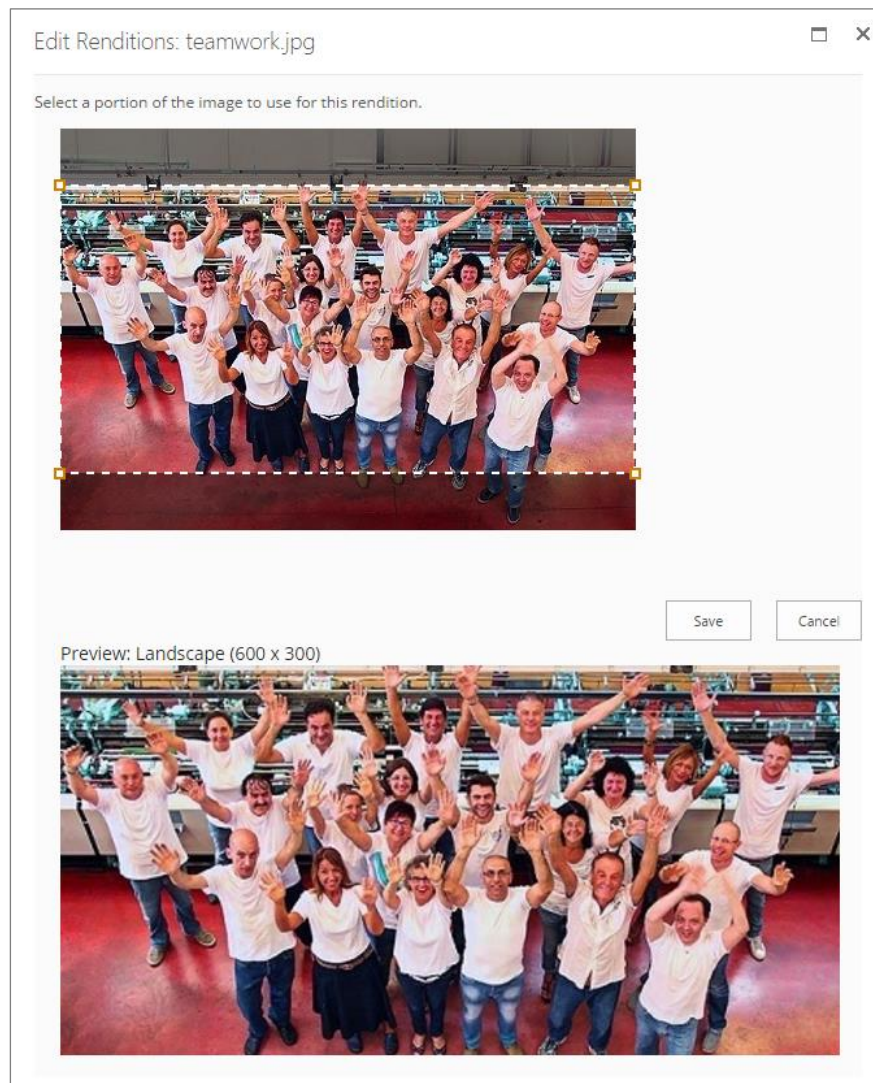 Edit Renditions: teamwork.jpg
Select a portion of the image to use for this rendition.
Save
Cancel
Preview: Landscape (600 x 300)